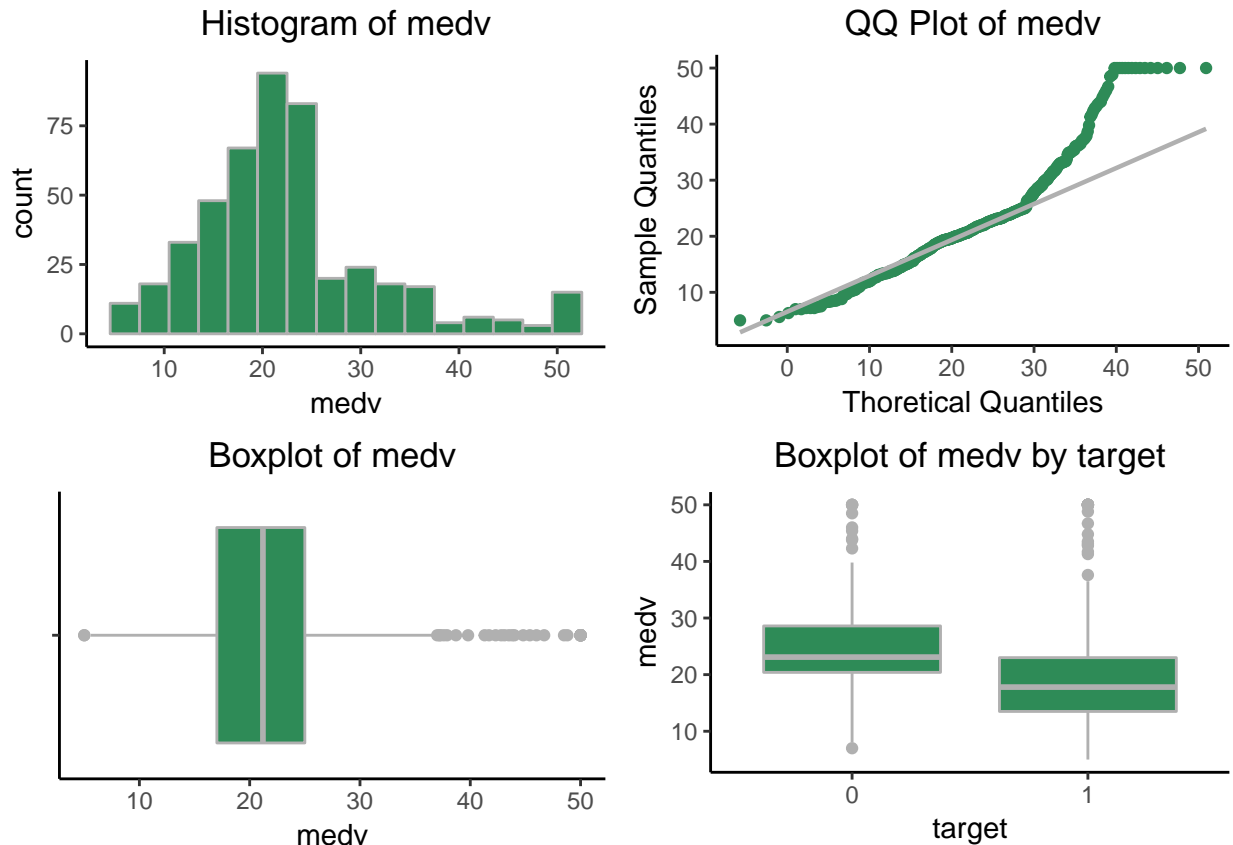 Histogram of medv
count
75
50
25
0
10 20 30 40 50
medv
QQ Plot of medv
Sample Quantiles
50
40
30
20
10
0 10 20 30 40 50
Thoretical Quantiles
Boxplot of medv
10 20 30 40 50
medv
Boxplot of medv by target
medv
50
40
30
20
10
0 1
target